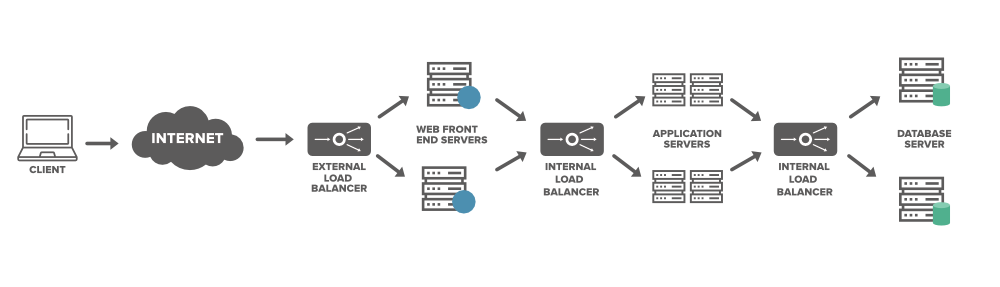 CLIENT
INTERNET
EXTERNAL
LOAD
BALANCER
WEB FRONT
END SERVERS
INTERNAL
LOAD
BALANCER
APPLICATION
SERVERS
INTERNAL
LOAD
BALANCER
DATABASE
SERVER